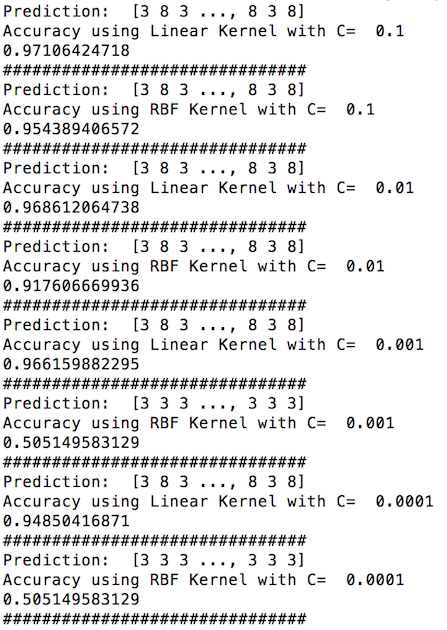 Prediction:  [3 8 3 ..., 8 3 8]
Accuracy using Linear Kernel with C=  0.1
0.97106424718
###############################
Prediction:  [3 8 3 ..., 8 3 8]
Accuracy using RBF Kernel with C=  0.1
0.954389406572
###############################
Prediction:  [3 8 3 ..., 8 3 8]
Accuracy using Linear Kernel with C=  0.01
0.968612064738
###############################
Prediction:  [3 8 3 ..., 8 3 8]
Accuracy using RBF Kernel with C=  0.01
0.917606669936
###############################
Prediction:  [3 8 3 ..., 8 3 8]
Accuracy using Linear Kernel with C=  0.001
0.966159882295
###############################
Prediction:  [3 3 3 ..., 3 3 3]
Accuracy using RBF Kernel with C=  0.001
0.505149583129
###############################
Prediction:  [3 8 3 ..., 8 3 8]
Accuracy using Linear Kernel with C=  0.0001
0.94850416871
###############################
Prediction:  [3 3 3 ..., 3 3 3]
Accuracy using RBF Kernel with C=  0.0001
0.505149583129
###############################